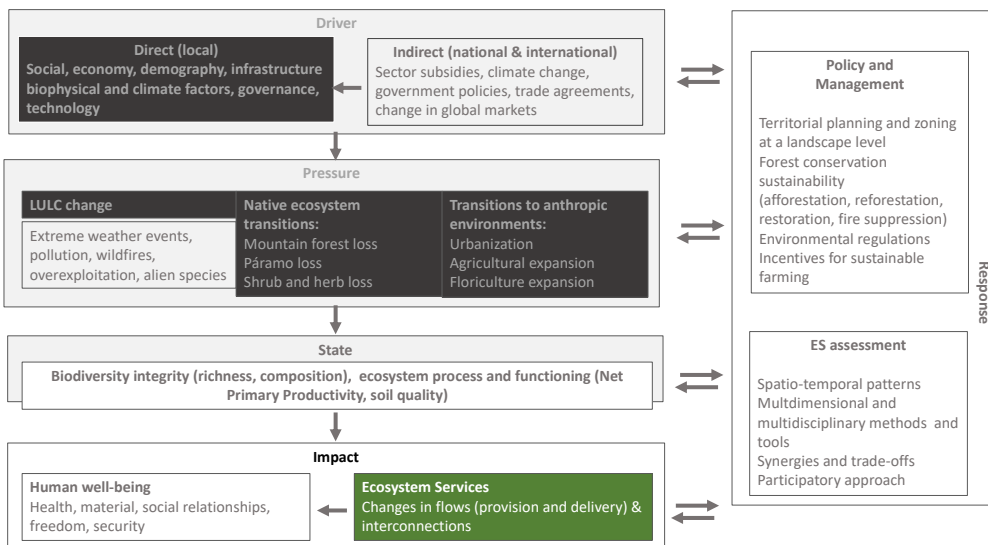 Driver
Direct (local)
Social, economy, demography, infrastructure
biophysical and climate factors, governance,
technology
Indirect (national & international)
Sector subsidies, climate change,
government policies, trade agreements,
change in global markets
Pressure
LULC change
Extreme weather events,
pollution, wildfires,
overexploitation, alien species
Native ecosystem
transitions:
Mountain forest loss
Páramo loss
Shrub and herb loss
Transitions to anthropic
environments:
Urbanization
Agricultural expansion
Floriculture expansion
State
Biodiversity integrity (richness, composition), ecosystem process and functioning (Net
Primary Productivity, soil quality)
Impact
Human well-being
Health, material, social relationships,
freedom, security
Ecosystem Services
Changes in flows (provision and delivery) &
interconnections
Policy and
Management
Territorial planning and zoning
at a landscape level
Forest conservation
sustainability
(afforestation, reforestation,
restoration, fire suppression)
Environmental regulations
Incentives for sustainable
farming
ES assessment
Spatio-temporal patterns
Multdimensional and
multidisciplinary methods and
tools
Synergies and trade-offs
Participatory approach
Response